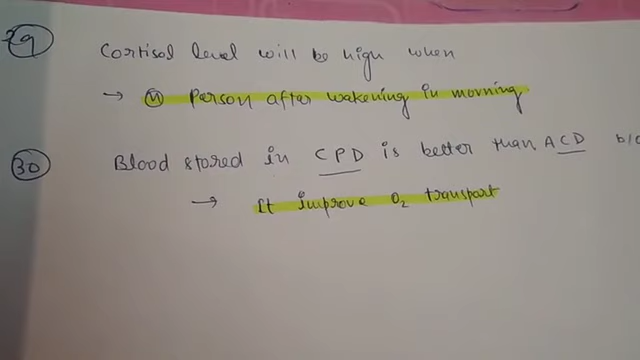 29 Cortisol level will be high when
→ (N) Person after wakening in morning
30 Blood stored in CPD is better than ACD b/c
→ It improve O2 transport